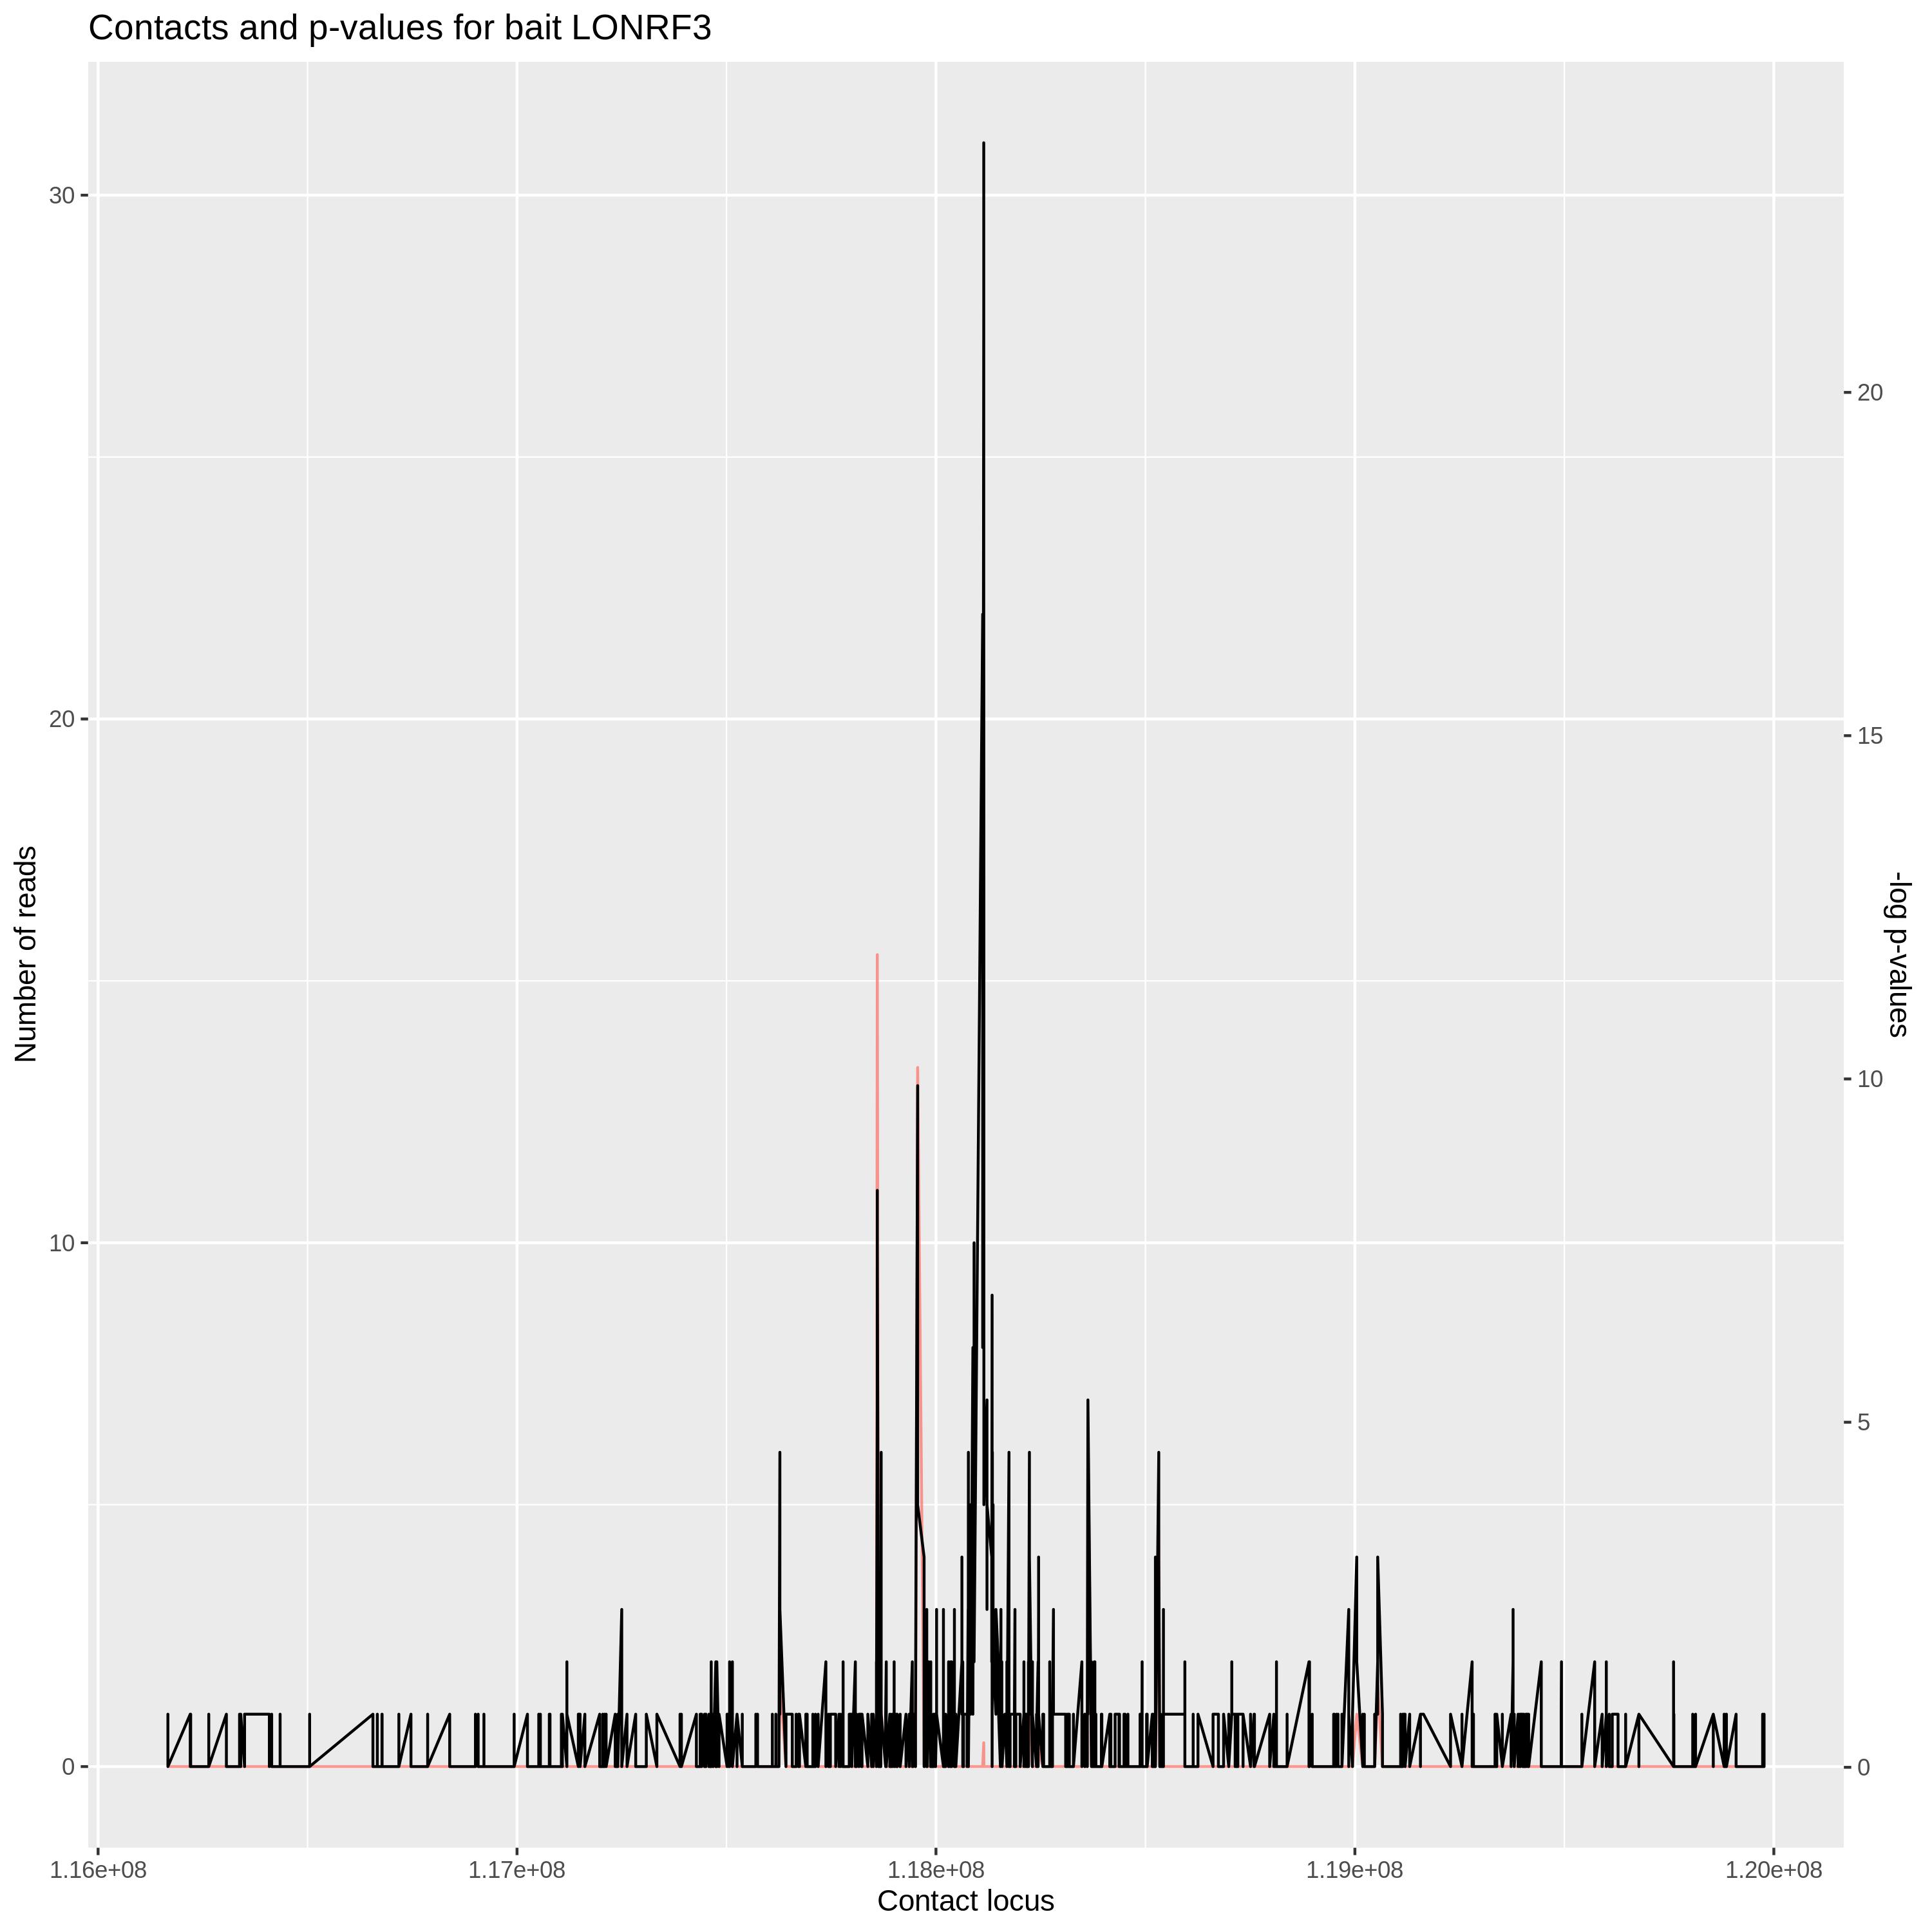 Contacts and p-values for bait LONRF3
30
20
10
0
Number of reads
20
15
10
5
0
-log p-values
1.16e+08 1.17e+08 1.18e+08 1.19e+08 1.20e+08
Contact locus